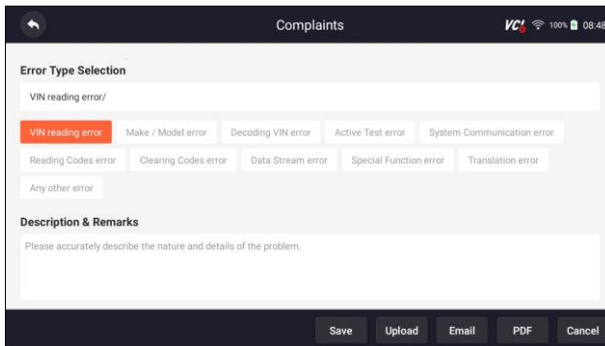 Complaints VCI 100% 08:48
Error Type Selection
VIN reading error/
VIN reading error Make / Model error Decoding VIN error Active Test error System Communication error
Reading Codes error Clearing Codes error Data Stream error Special Function error Translation error
Any other error
Description & Remarks
Please accurately describe the nature and details of the problem.
Save Upload Email PDF Cancel